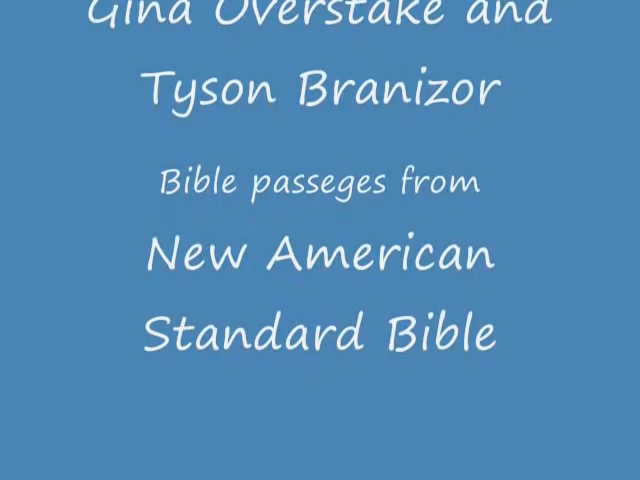 Gina Overstake and
Tyson Branizor
Bible passeges from
New American
Standard Bible